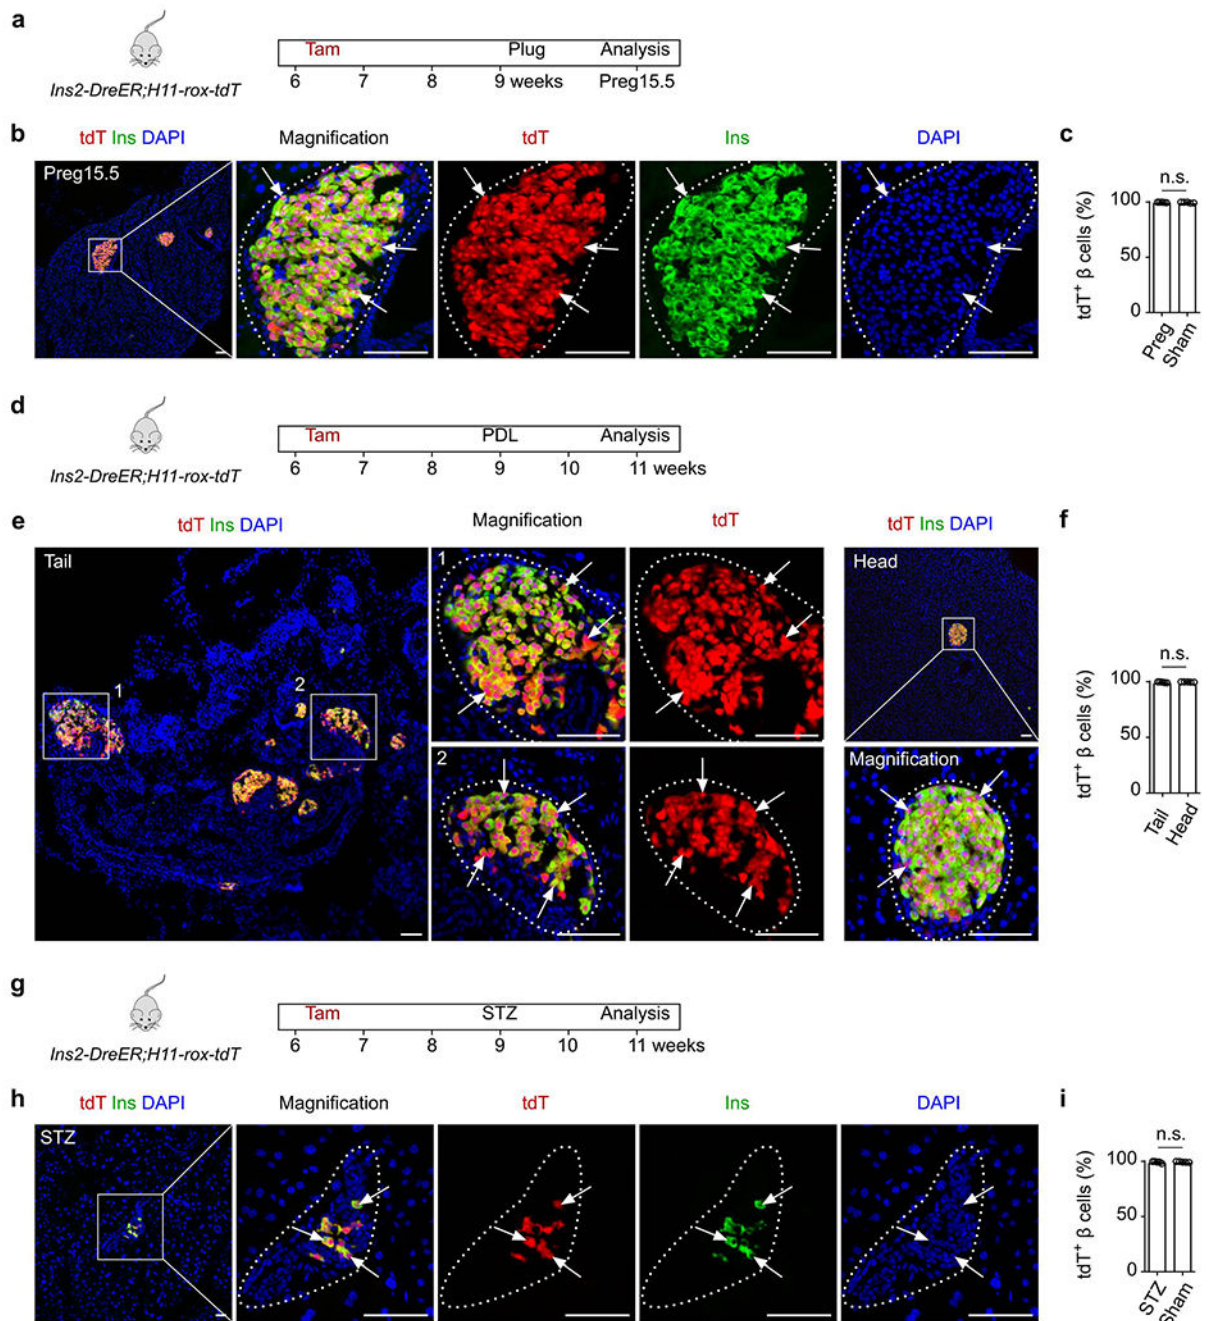 a
Tam Plug Analysis
6 7 8 9 weeks Preg15.5
Ins2-DreER;H11-rox-tdT
b tdT Ins DAPI Magnification tdT Ins DAPI c
Preg15.5
n.s.
tdT⁺ β cells (%)
100
50
0
Preg Sham
d
Tam PDL Analysis
6 7 8 9 10 11 weeks
Ins2-DreER;H11-rox-tdT
e tdT Ins DAPI Magnification tdT tdT Ins DAPI f
Tail 1 Head
1 2
n.s.
tdT⁺ β cells (%)
100
50
0
Tail Head
2 Magnification
g
Tam STZ Analysis
6 7 8 9 10 11 weeks
Ins2-DreER;H11-rox-tdT
h tdT Ins DAPI Magnification tdT Ins DAPI i
STZ
n.s.
tdT⁺ β cells (%)
100
50
0
STZ Sham